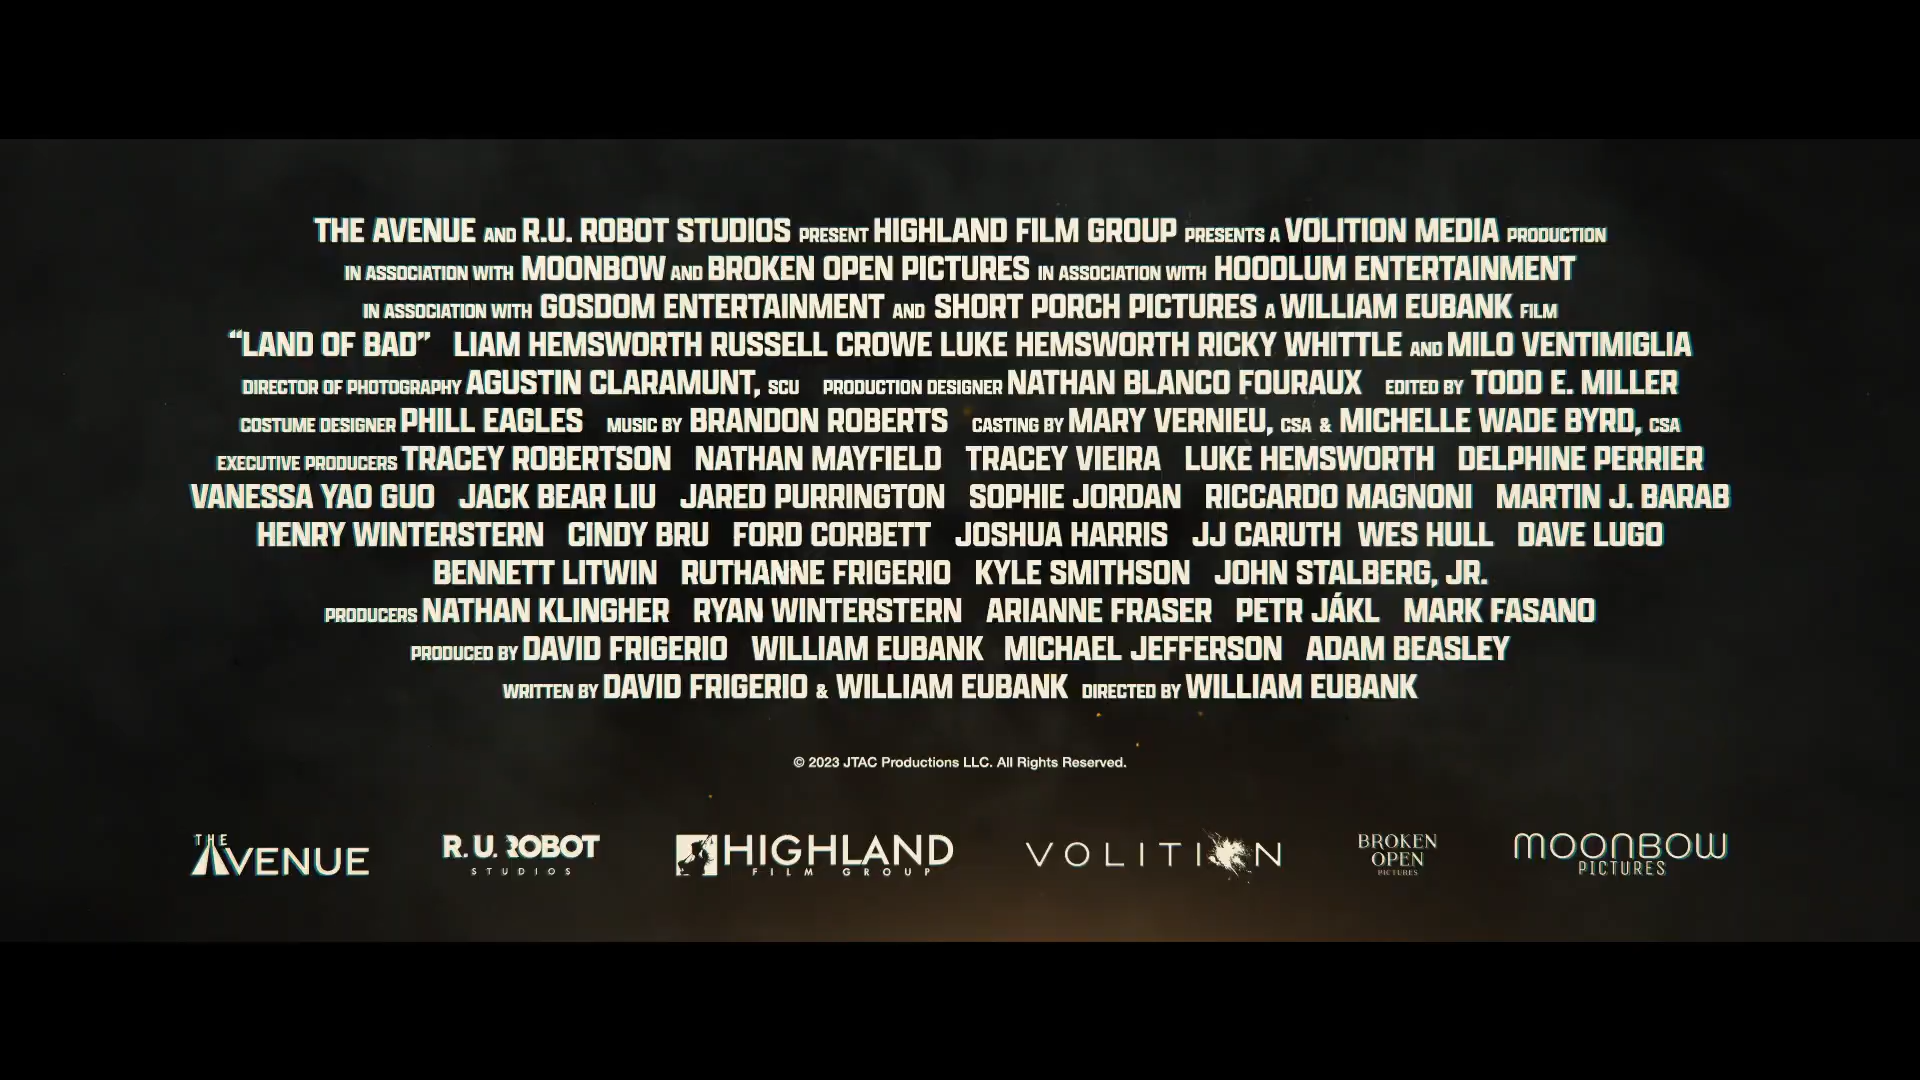 THE AVENUE AND R.U. ROBOT STUDIOS PRESENT HIGHLAND FILM GROUP PRESENTS A VOLITION MEDIA PRODUCTION
IN ASSOCIATION WITH MOONBOW AND BROKEN OPEN PICTURES IN ASSOCIATION WITH HOODLUM ENTERTAINMENT
IN ASSOCIATION WITH GOSDOM ENTERTAINMENT AND SHORT PORCH PICTURES A WILLIAM EUBANK FILM
“LAND OF BAD” LIAM HEMSWORTH RUSSELL CROWE LUKE HEMSWORTH RICKY WHITTLE AND MILO VENTIMIGLIA
DIRECTOR OF PHOTOGRAPHY AGUSTIN CLARAMUNT, SCU PRODUCTION DESIGNER NATHAN BLANCO FOURAUX EDITED BY TODD E. MILLER
COSTUME DESIGNER PHILL EAGLES MUSIC BY BRANDON ROBERTS CASTING BY MARY VERNIEU, CSA & MICHELLE WADE BYRD, CSA
EXECUTIVE PRODUCERS TRACEY ROBERTSON NATHAN MAYFIELD TRACEY VIEIRA LUKE HEMSWORTH DELPHINE PERRIER
VANESSA YAO GUO JACK BEAR LIU JARED PURRINGTON SOPHIE JORDAN RICCARDO MAGNONI MARTIN J. BARAB
HENRY WINTERSTERN CINDY BRU FORD CORBETT JOSHUA HARRIS JJ CARUTH WES HULL DAVE LUGO
BENNETT LITWIN RUTHANNE FRIGERIO KYLE SMITHSON JOHN STALBERG, JR.
PRODUCERS NATHAN KLINGHER RYAN WINTERSTERN ARIANNE FRASER PETR JÁKL MARK FASANO
PRODUCED BY DAVID FRIGERIO WILLIAM EUBANK MICHAEL JEFFERSON ADAM BEASLEY
WRITTEN BY DAVID FRIGERIO & WILLIAM EUBANK DIRECTED BY WILLIAM EUBANK
© 2023 JTAC Productions LLC. All Rights Reserved.
THE AVENUE
R.U. ROBOT
STUDIOS
HIGHLAND
FILM GROUP
VOLITION
BROKEN
OPEN
PICTURES
MOONBOW
PICTURES